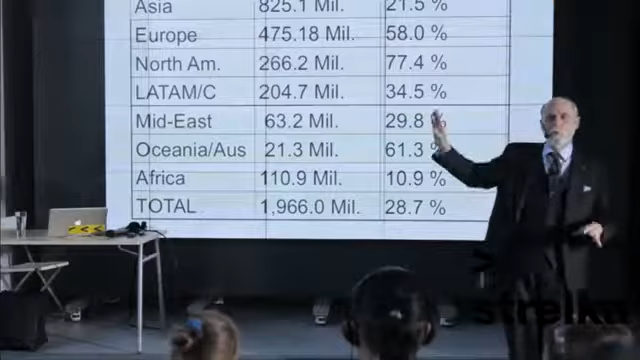 Asia 825.1 Mil. 21.5 %
Europe 475.18 Mil. 58.0 %
North Am. 266.2 Mil. 77.4 %
LATAM/C 204.7 Mil. 34.5 %
Mid-East 63.2 Mil. 29.8 %
Oceania/Aus 21.3 Mil. 61.3 %
Africa 110.9 Mil. 10.9 %
TOTAL 1,966.0 Mil. 28.7 %
strelka